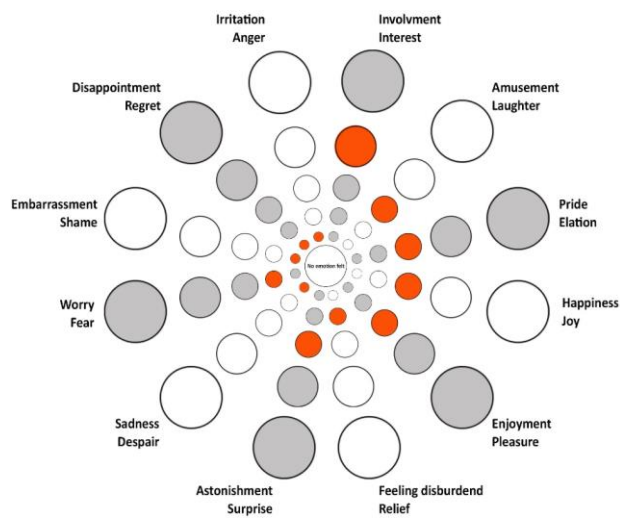 Irritation
Anger
Involvment
Interest
Disappointment
Regret
Amusement
Laughter
Embarrassment
Shame
Pride
Elation
No emotion felt
Worry
Fear
Happiness
Joy
Sadness
Despair
Enjoyment
Pleasure
Astonishment
Surprise
Feeling disburdend
Relief